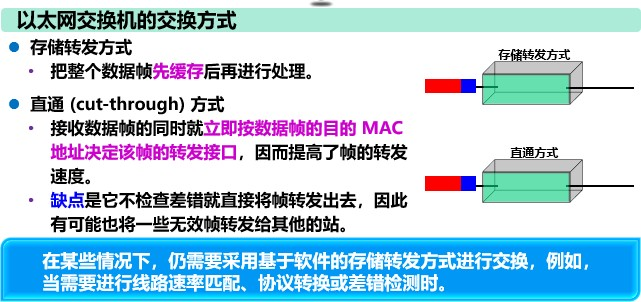 以太网交换机的交换方式
存储转发方式
把整个数据帧先缓存后再进行处理。
存储转发方式
直通 (cut-through) 方式
接收数据帧的同时就立即按数据帧的目的 MAC
地址决定该帧的转发接口，因而提高了帧的转发
速度。
缺点是它不检查差错就直接将帧转发出去，因此
有可能也将一些无效帧转发给其他的站。
直通方式
在某些情况下，仍需要采用基于软件的存储转发方式进行交换，例如，
当需要进行线路速率匹配、协议转换或差错检测时。